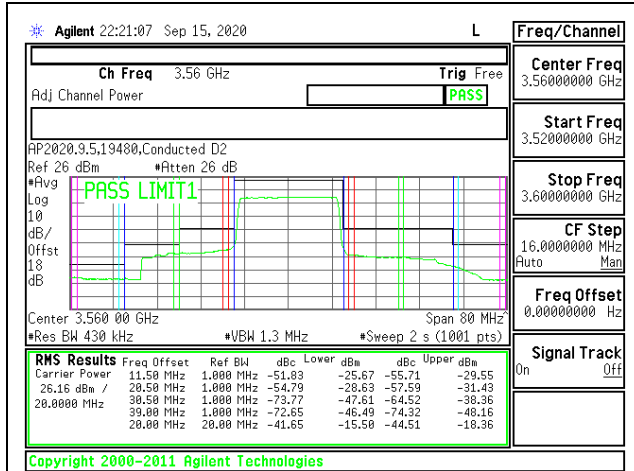 Agilent 22:21:07 Sep 15, 2020 L
Ch Freq 3.56 GHz Trig Free
Adj Channel Power PASS
AP2020.9.5,19480,Conducted D2
Ref 26 dBm #Atten 26 dB
#Avg
Log
10
dB/
Offst
18
dB
PASS LIMIT1
Center 3.560 00 GHz Span 80 MHz
#Res BW 430 kHz #VBW 1.3 MHz #Sweep 2 s (1001 pts)
RMS Results Freq Offset Ref BW dBc Lower dBm dBc Upper dBm
Carrier Power 11.50 MHz 1.000 MHz -51.83 -25.67 -55.71 -29.55
26.16 dBm / 20.50 MHz 1.000 MHz -54.79 -28.63 -57.59 -31.43
20.0000 MHz 30.50 MHz 1.000 MHz -73.77 -47.61 -64.52 -38.36
39.00 MHz 1.000 MHz -72.65 -46.49 -74.32 -48.16
20.00 MHz 20.00 MHz -41.65 -15.50 -44.51 -18.36
Copyright 2000-2011 Agilent Technologies
Freq/Channel
Center Freq
3.56000000 GHz
Start Freq
3.52000000 GHz
Stop Freq
3.60000000 GHz
CF Step
16.0000000 MHz
Auto Man
Freq Offset
0.00000000 Hz
Signal Track
On Off